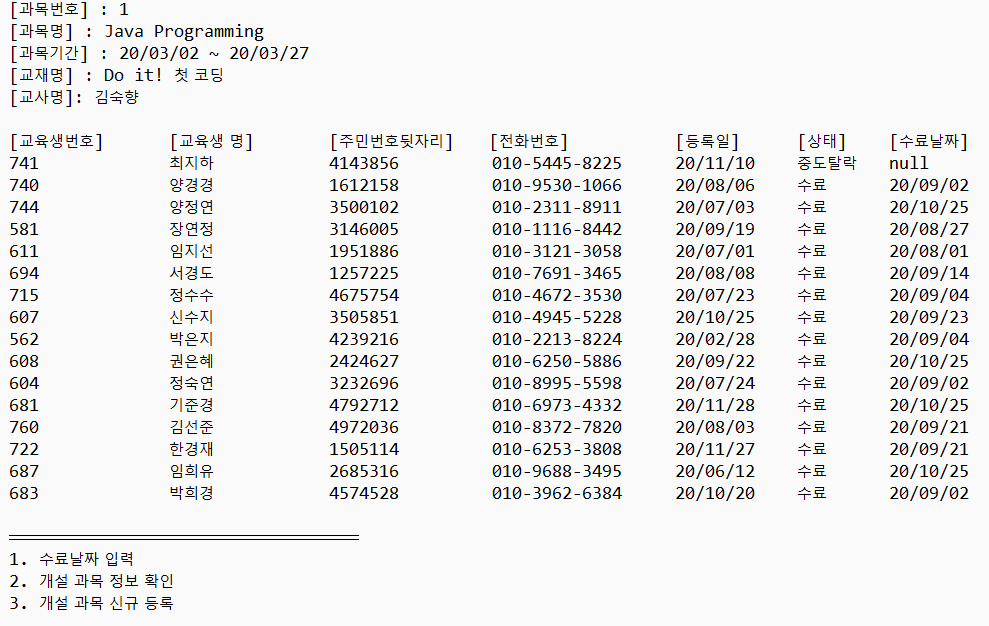 [과목번호] : 1
[과목명] : Java Programming
[과목기간] : 20/03/02 ~ 20/03/27
[교재명] : Do it! 첫 코딩
[교사명]: 김숙향
[교육생번호] [교육생 명] [주민번호뒷자리] [전화번호] [등록일] [상태] [수료날짜]
741 최지하 4143856 010-5445-8225 20/11/10 중도탈락 null
740 양경경 1612158 010-9530-1066 20/08/06 수료 20/09/02
744 양정연 3500102 010-2311-8911 20/07/03 수료 20/10/25
581 장연정 3146005 010-1116-8442 20/09/19 수료 20/08/27
611 임지선 1951886 010-3121-3058 20/07/01 수료 20/08/01
694 서경도 1257225 010-7691-3465 20/08/08 수료 20/09/14
715 정수수 4675754 010-4672-3530 20/07/23 수료 20/09/04
607 신수지 3505851 010-4945-5228 20/10/25 수료 20/09/23
562 박은지 4239216 010-2213-8224 20/02/28 수료 20/09/04
608 권은혜 2424627 010-6250-5886 20/09/22 수료 20/10/25
604 정숙연 3232696 010-8995-5598 20/07/24 수료 20/09/02
681 기준경 4792712 010-6973-4332 20/11/28 수료 20/10/25
760 김선준 4972036 010-8372-7820 20/08/03 수료 20/09/21
722 한경재 1505114 010-6253-3808 20/11/27 수료 20/09/21
687 임희유 2685316 010-9688-3495 20/06/12 수료 20/10/25
683 박희경 4574528 010-3962-6384 20/10/20 수료 20/09/02
1. 수료날짜 입력
2. 개설 과목 정보 확인
3. 개설 과목 신규 등록